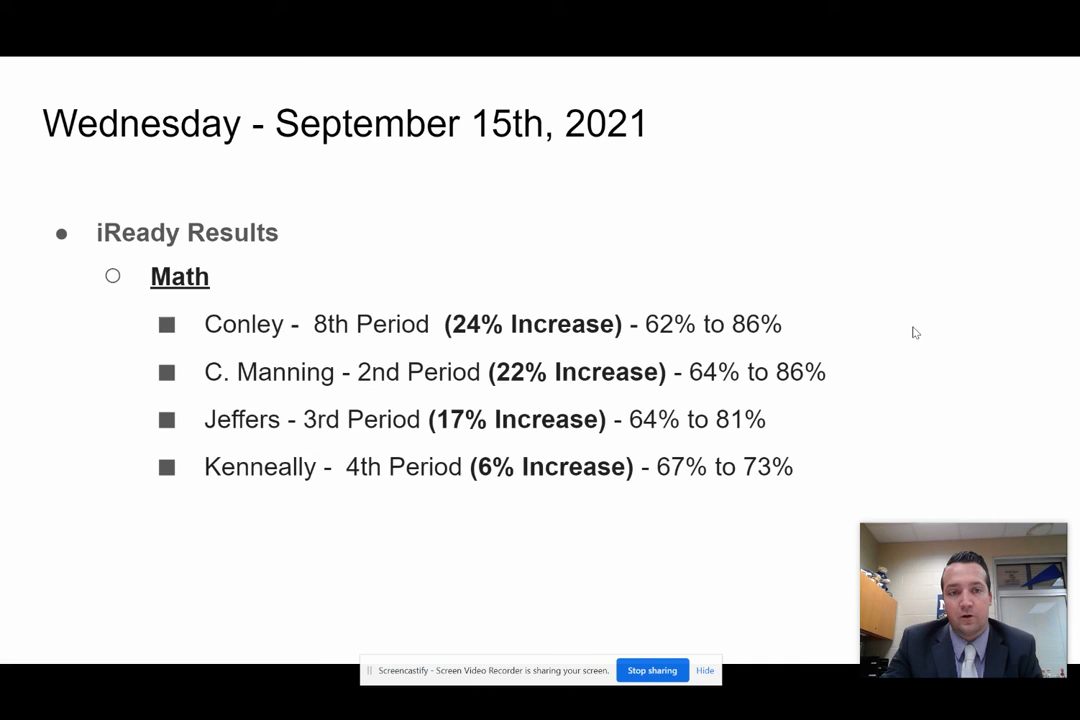 Wednesday - September 15th, 2021
● iReady Results
○ Math
■ Conley - 8th Period (24% Increase) - 62% to 86%
■ C. Manning - 2nd Period (22% Increase) - 64% to 86%
■ Jeffers - 3rd Period (17% Increase) - 64% to 81%
■ Kenneally - 4th Period (6% Increase) - 67% to 73%
Screencastify - Screen Video Recorder is sharing your screen. Stop sharing Hide